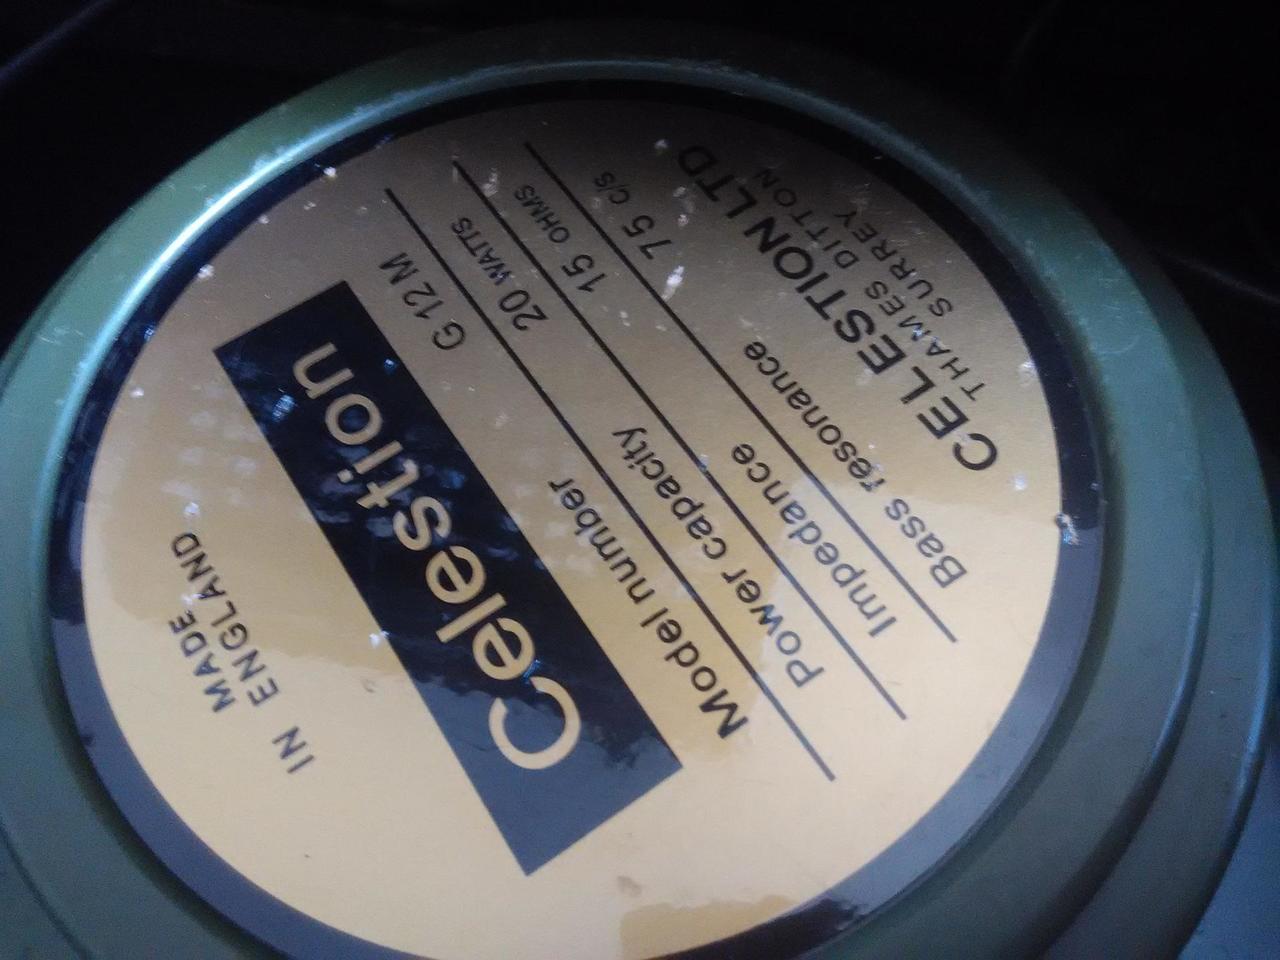 MADE
IN ENGLAND
Celestion
Model number G 12 M
Power capacity 20 WATTS
Impedance 15 OHMS
Bass resonance 75 C/S
CELESTION LTD
THAMES DITTON
SURREY